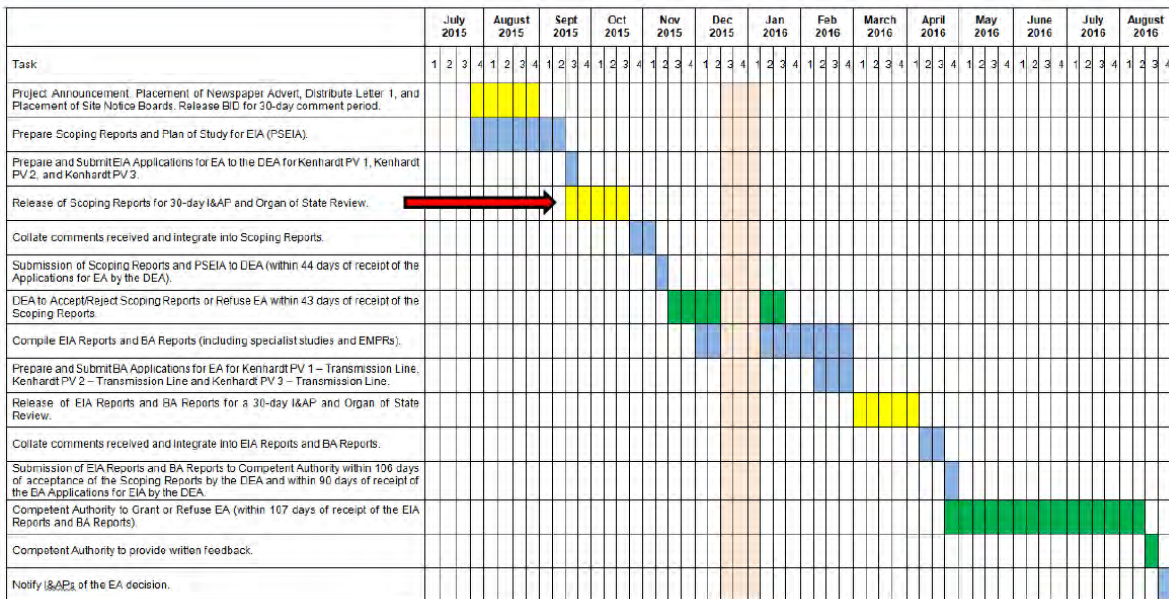 July 2015 August 2015 Sept 2015 Oct 2015 Nov 2015 Dec 2015 Jan 2016 Feb 2016 March 2016 April 2016 May 2016 June 2016 July 2016 August 2016
Task 1 2 3 4 1 2 3 4 1 2 3 4 1 2 3 4 1 2 3 4 1 2 3 4 1 2 3 4 1 2 3 4 1 2 3 4 1 2 3 4 1 2 3 4 1 2 3 4 1 2 3 4 1 2 3 4
Project Announcement. Placement of Newspaper Advert, Distribute Letter 1, and
Placement of Site Notice Boards. Release BID for 30-day comment period.
Prepare Scoping Reports and Plan of Study for EIA (PSEIA).
Prepare and Submit EIA Applications for EA to the DEA for Kenhardt PV 1, Kenhardt
PV 2, and Kenhardt PV 3.
Release of Scoping Reports for 30-day I&AP and Organ of State Review.
Collate comments received and integrate into Scoping Reports.
Submission of Scoping Reports and PSEIA to DEA (within 44 days of receipt of the
Applications for EA by the DEA).
DEA to Accept/Reject Scoping Reports or Refuse EA within 43 days of receipt of the
Scoping Reports.
Compile EIA Reports and BA Reports (including specialist studies and EMPRs).
Prepare and Submit BA Applications for EA for Kenhardt PV 1 – Transmission Line,
Kenhardt PV 2 – Transmission Line and Kenhardt PV 3 – Transmission Line.
Release of EIA Reports and BA Reports for a 30-day I&AP and Organ of State
Review.
Collate comments received and integrate into EIA Reports and BA Reports.
Submission of EIA Reports and BA Reports to Competent Authority within 106 days
of acceptance of the Scoping Reports by the DEA and within 90 days of receipt of
the BA Applications for EIA by the DEA.
Competent Authority to Grant or Refuse EA (within 107 days of receipt of the EIA
Reports and BA Reports).
Competent Authority to provide written feedback.
Notify I&APs of the EA decision.